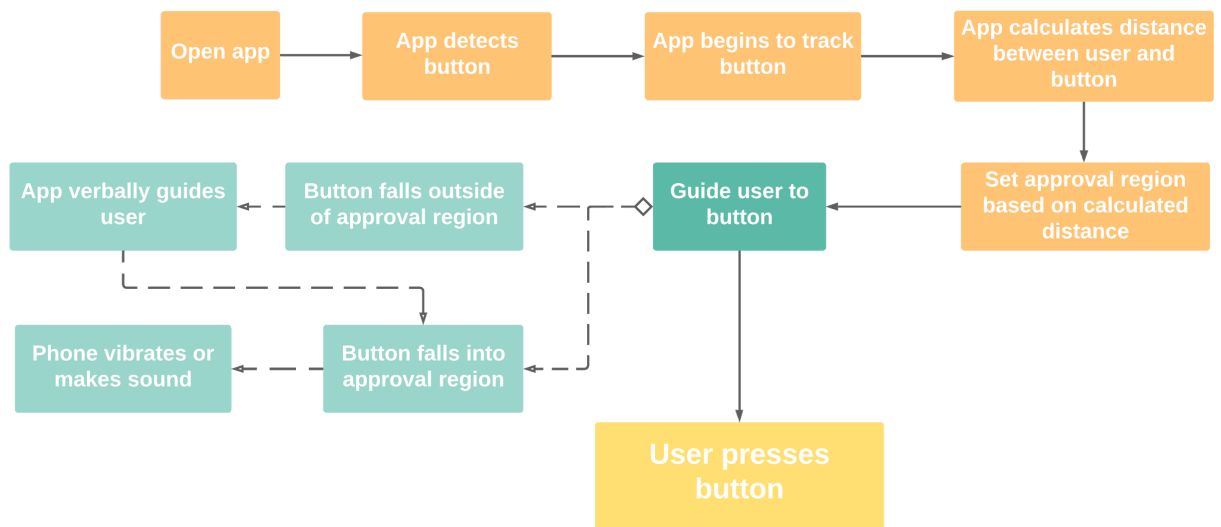 Open app
App detects
button
App begins to track
button
App calculates distance
between user and
button
App verbally guides
user
Button falls outside
of approval region
Guide user to
button
Set approval region
based on calculated
distance
Phone vibrates or
makes sound
Button falls into
approval region
User presses
button